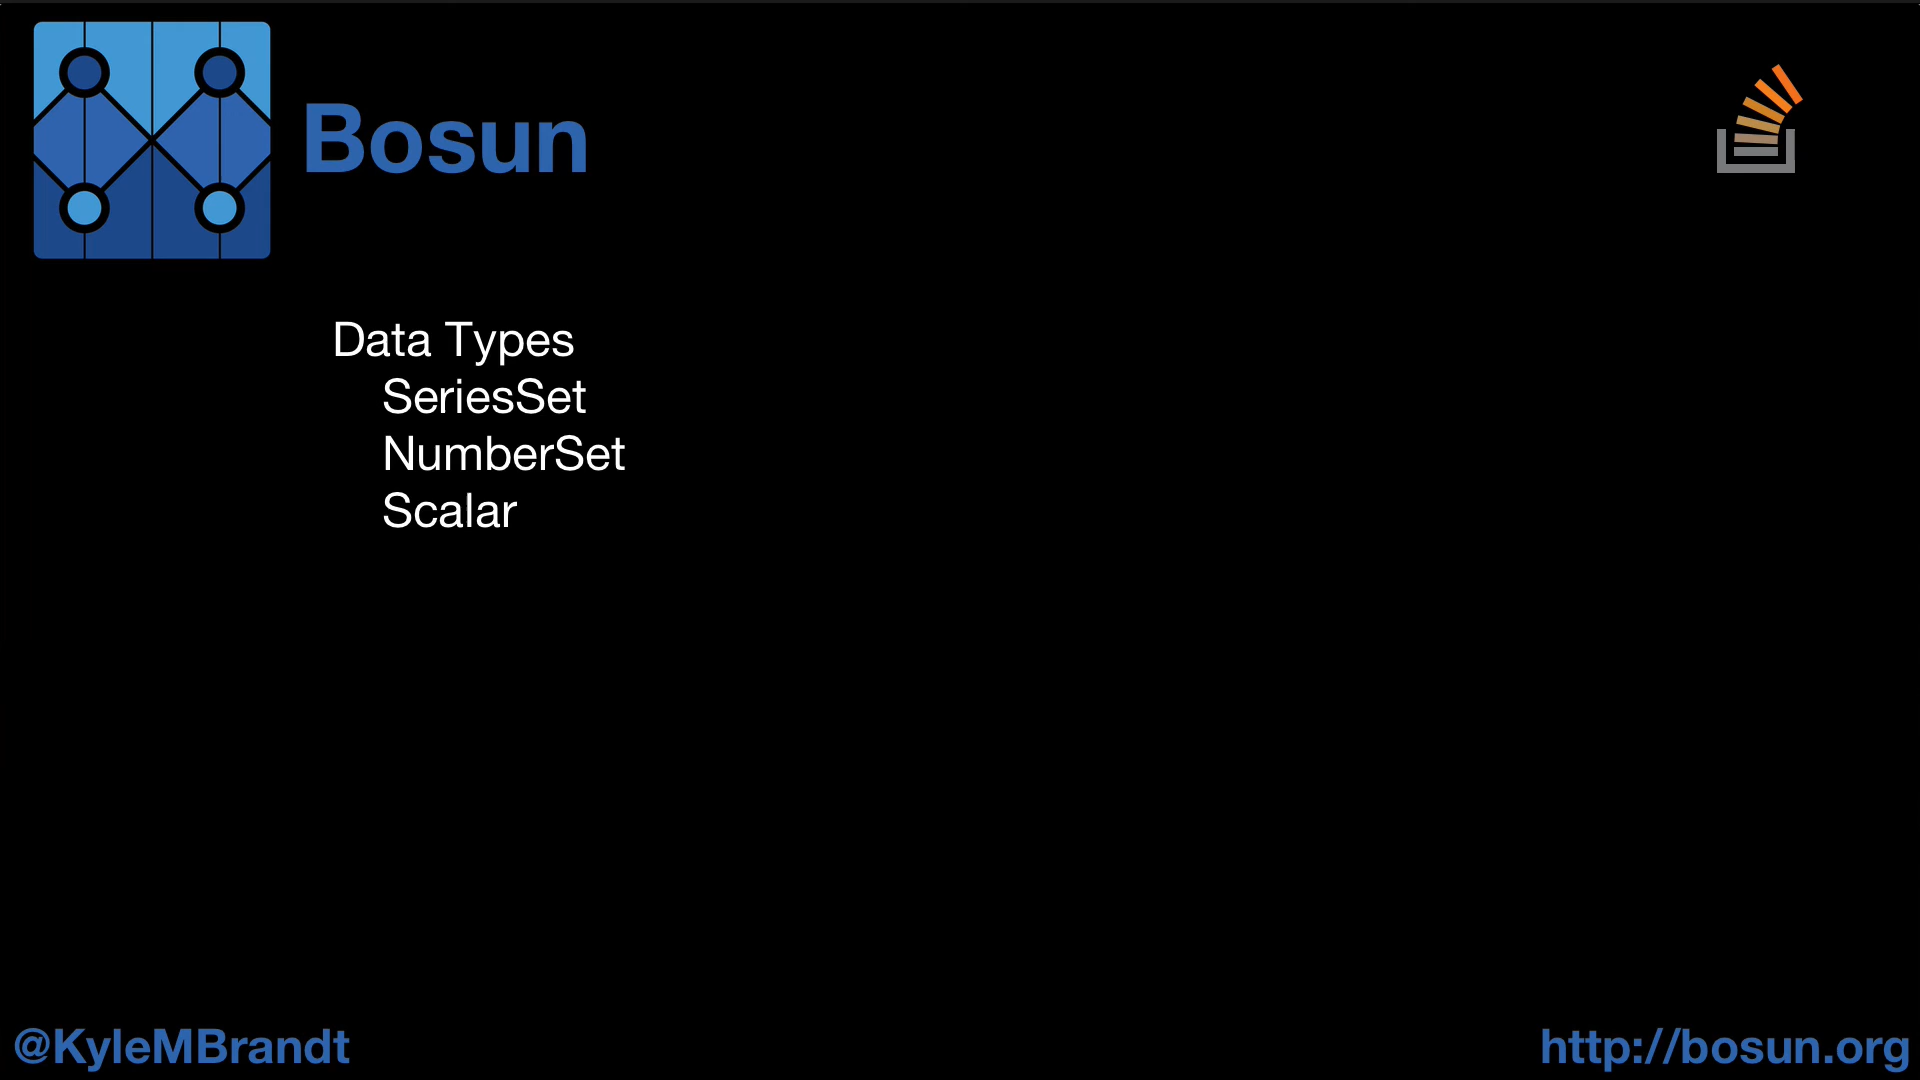 Bosun
Data Types
SeriesSet
NumberSet
Scalar
@KyleMBrandt
http://bosun.org